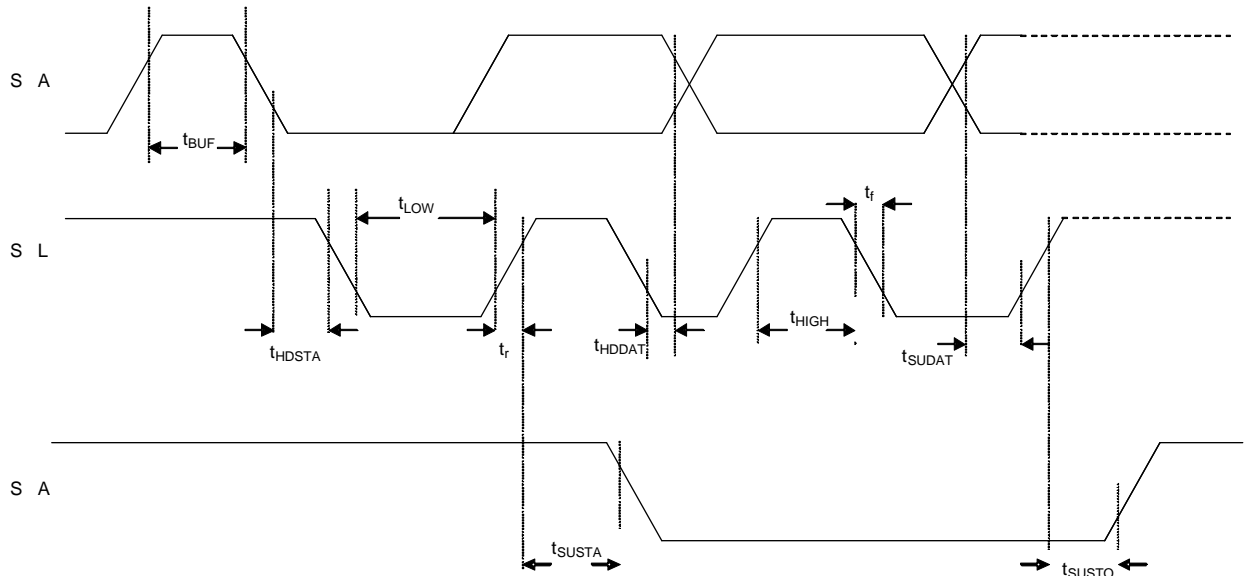 S A
tBUF
tLOW
tf
S L
tHDSTA
tr
tHDDAT
tHIGH
tSUDAT
S A
tSUSTA
tSUSTO